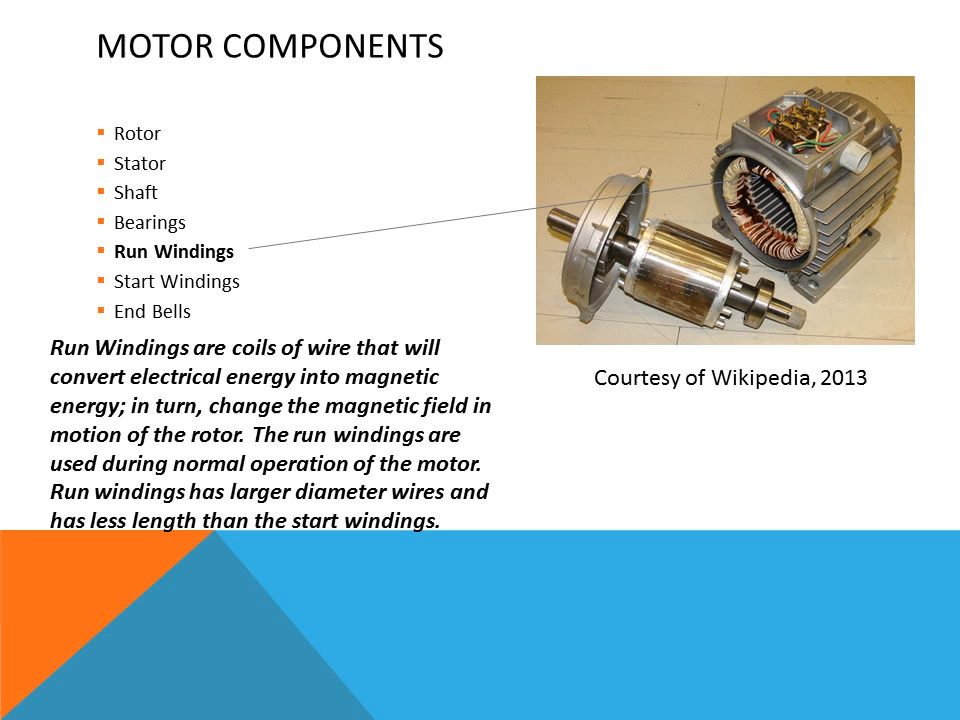 MOTOR COMPONENTS
Rotor
Stator
Shaft
Bearings
Run Windings
Start Windings
End Bells
Run Windings are coils of wire that will
convert electrical energy into magnetic
energy; in turn, change the magnetic field in
motion of the rotor. The run windings are
used during normal operation of the motor.
Run windings has larger diameter wires and
has less length than the start windings.
Courtesy of Wikipedia, 2013